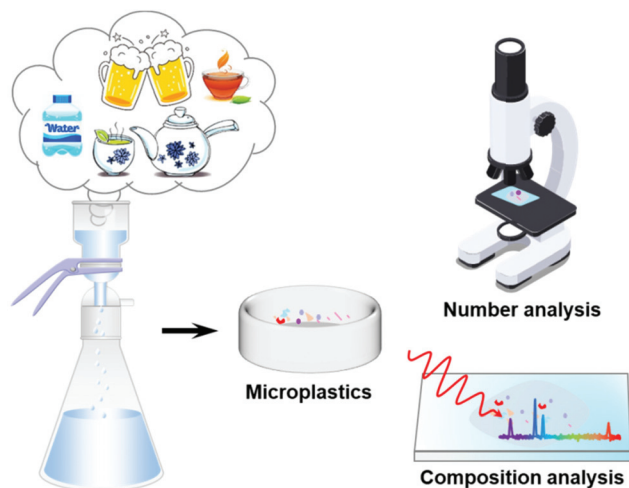 Water
Number analysis
Microplastics
Composition analysis